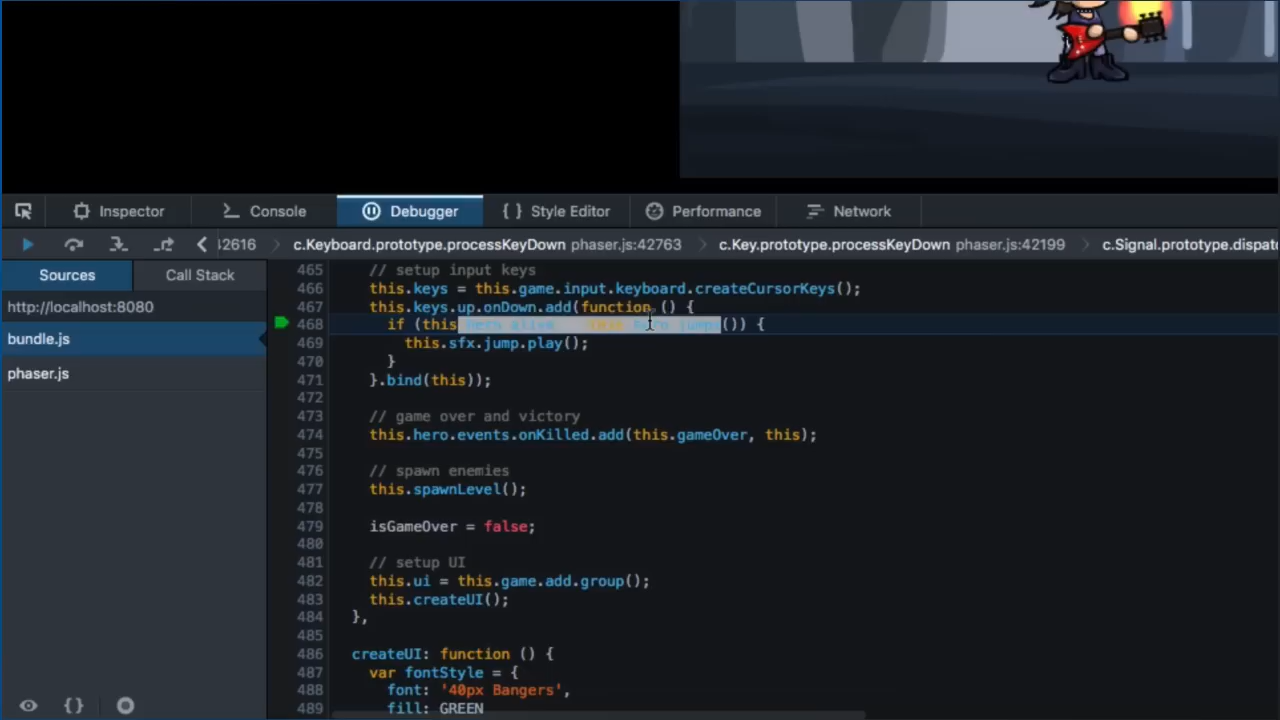 Inspector Console Debugger { } Style Editor Performance Network
42616 c.Keyboard.prototype.processKeyDown phaser.js:42763 c.Key.prototype.processKeyDown phaser.js:42199 c.Signal.prototype.dispatc
Sources Call Stack
http://localhost:8080
bundle.js
phaser.js
465 // setup input keys
466 this.keys = this.game.input.keyboard.createCursorKeys();
467 this.keys.up.onDown.add(function () {
468 if (this.hero.alive this.hero.jump()) {
469 this.sfx.jump.play();
470 }
471 }.bind(this));
472
473 // game over and victory
474 this.hero.events.onKilled.add(this.gameOver, this);
475
476 // spawn enemies
477 this.spawnLevel();
478
479 isGameOver = false;
480
481 // setup UI
482 this.ui = this.game.add.group();
483 this.createUI();
484 },
485
486 createUI: function () {
487 var fontStyle = {
488 font: '40px Bangers',
489 fill: GREEN
{ }